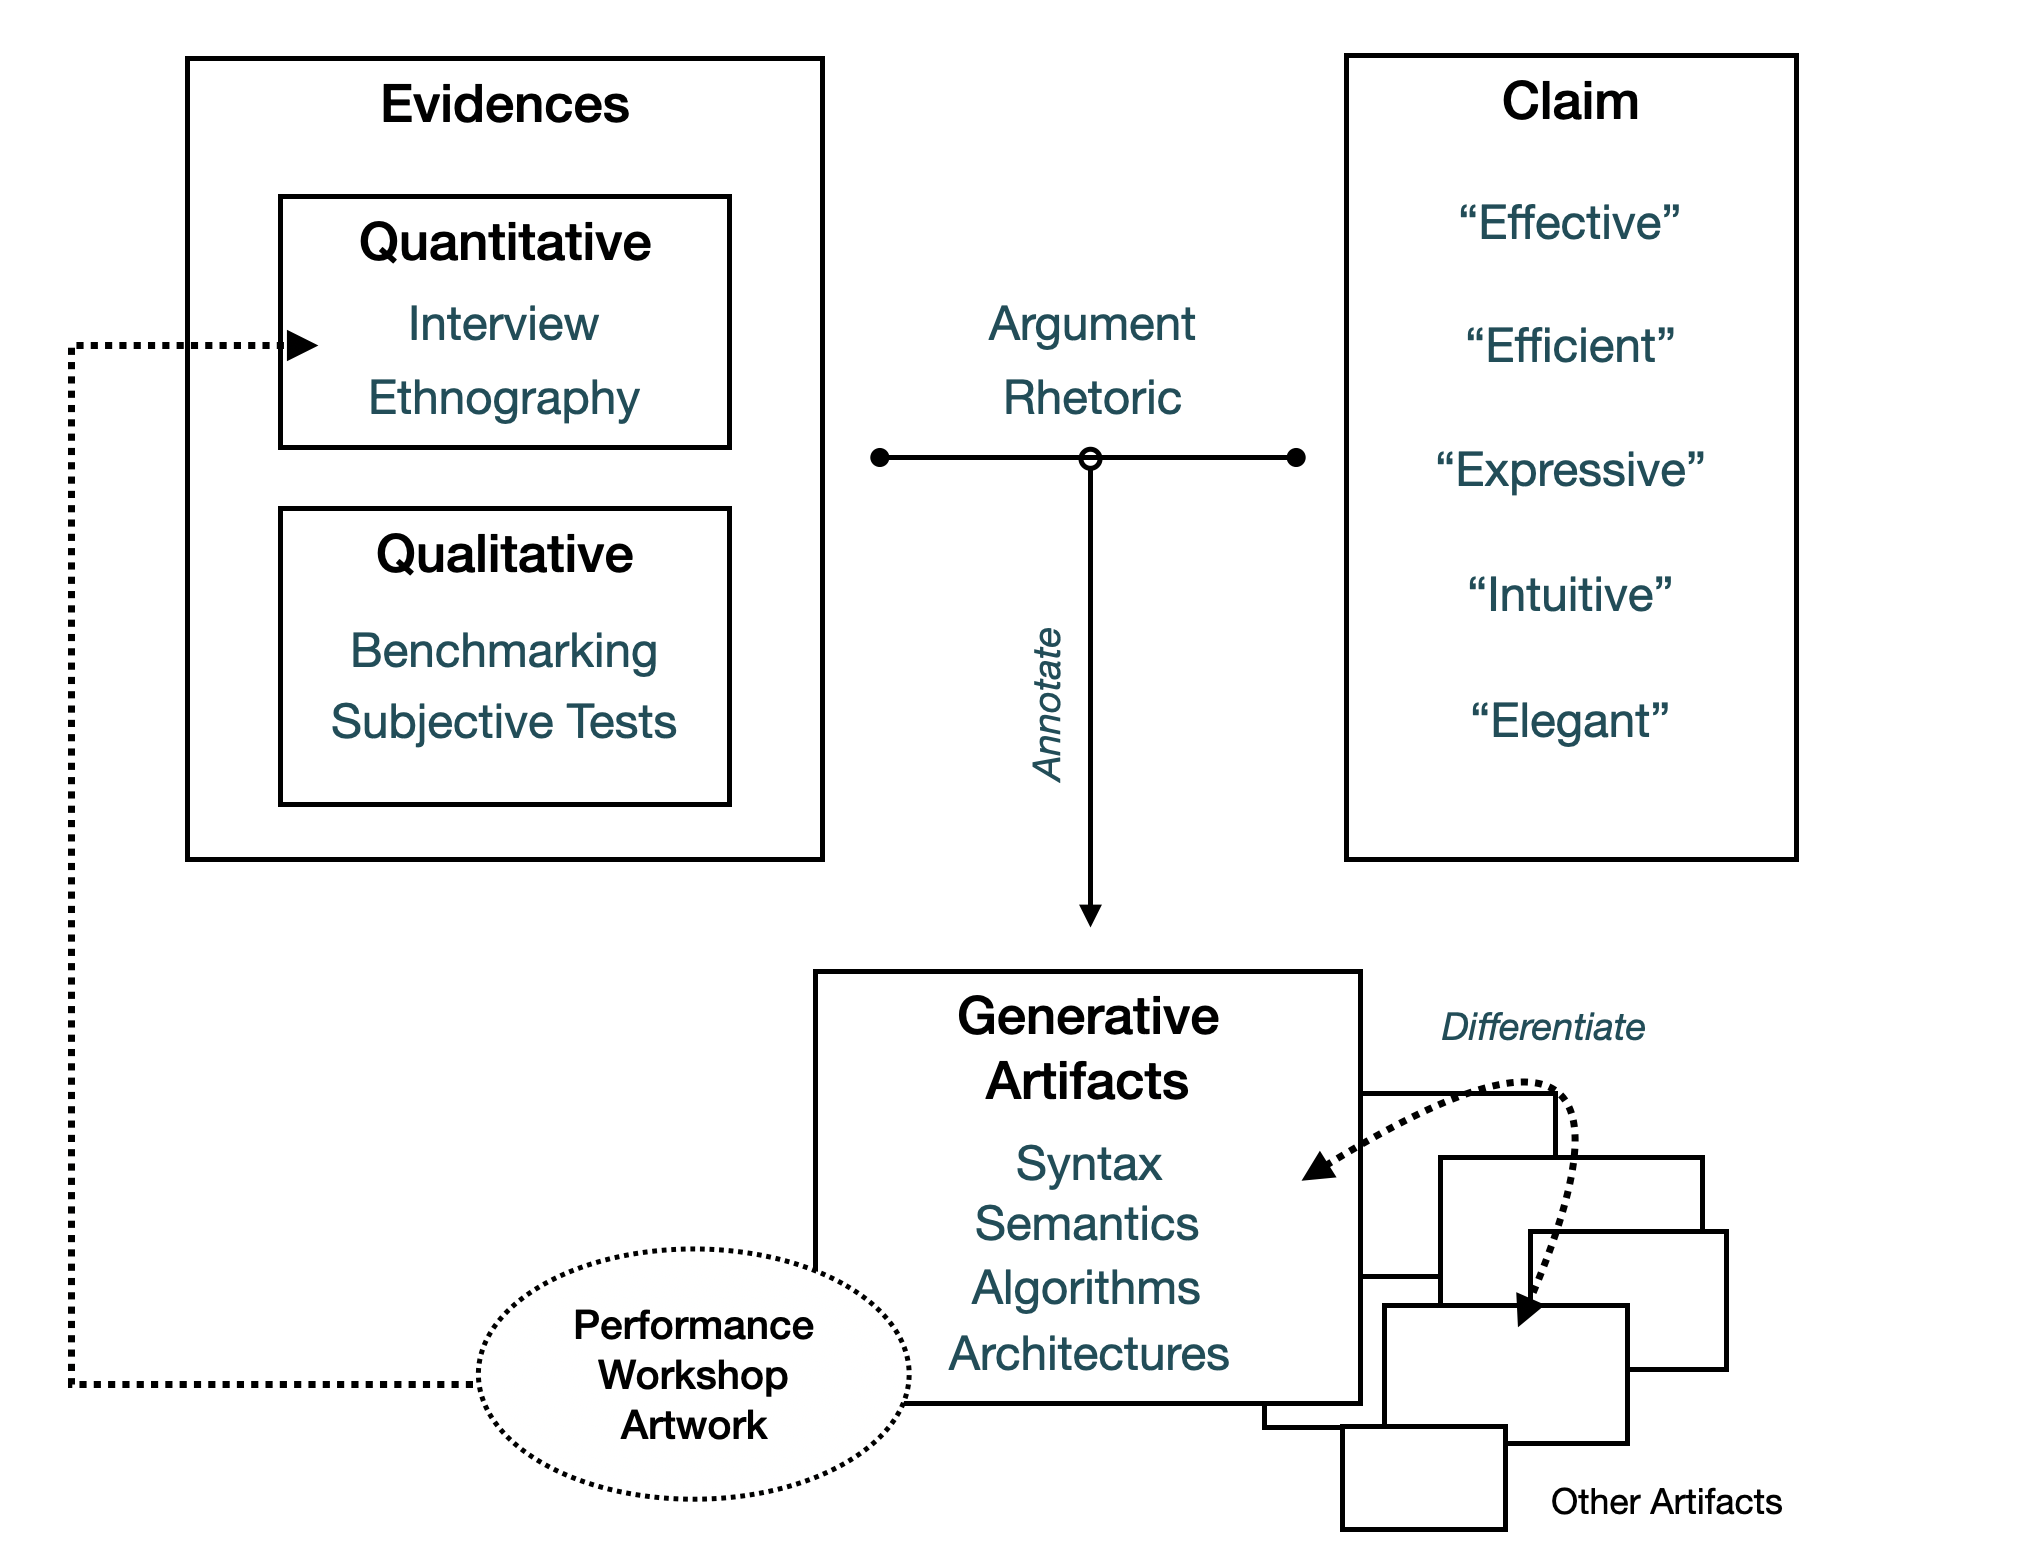 Evidences
Quantitative
Interview
Ethnography
Qualitative
Benchmarking
Subjective Tests
Argument
Rhetoric
Annotate
Claim
“Effective”
“Efficient”
“Expressive”
“Intuitive”
“Elegant”
Generative
Artifacts
Syntax
Semantics
Algorithms
Architectures
Differentiate
Performance
Workshop
Artwork
Other Artifacts